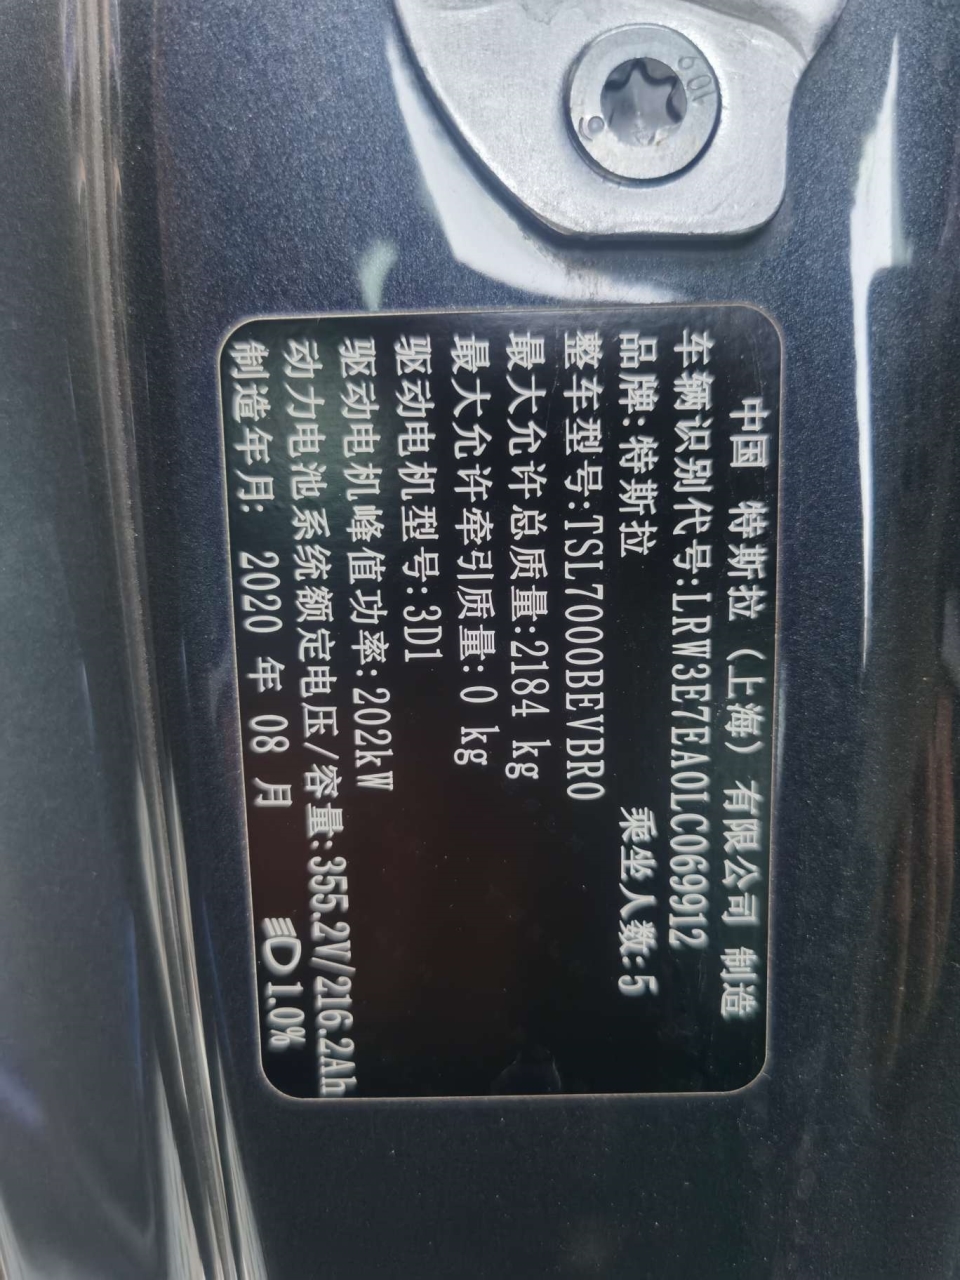 中国 特斯拉（上海）有限公司 制造
车辆识别代号:LRW3E7EA0LC069912
品牌:特斯拉 乘坐人数:5
整车型号:TSL7000BEVBR0
最大允许总质量:2184 kg
最大允许牵引质量:0 kg
驱动电机型号:3D1
驱动电机峰值功率:202kW
动力电池系统额定电压/容量:355.2V/216.2Ah
制造年月: 2020 年 08 月 1.0%
109